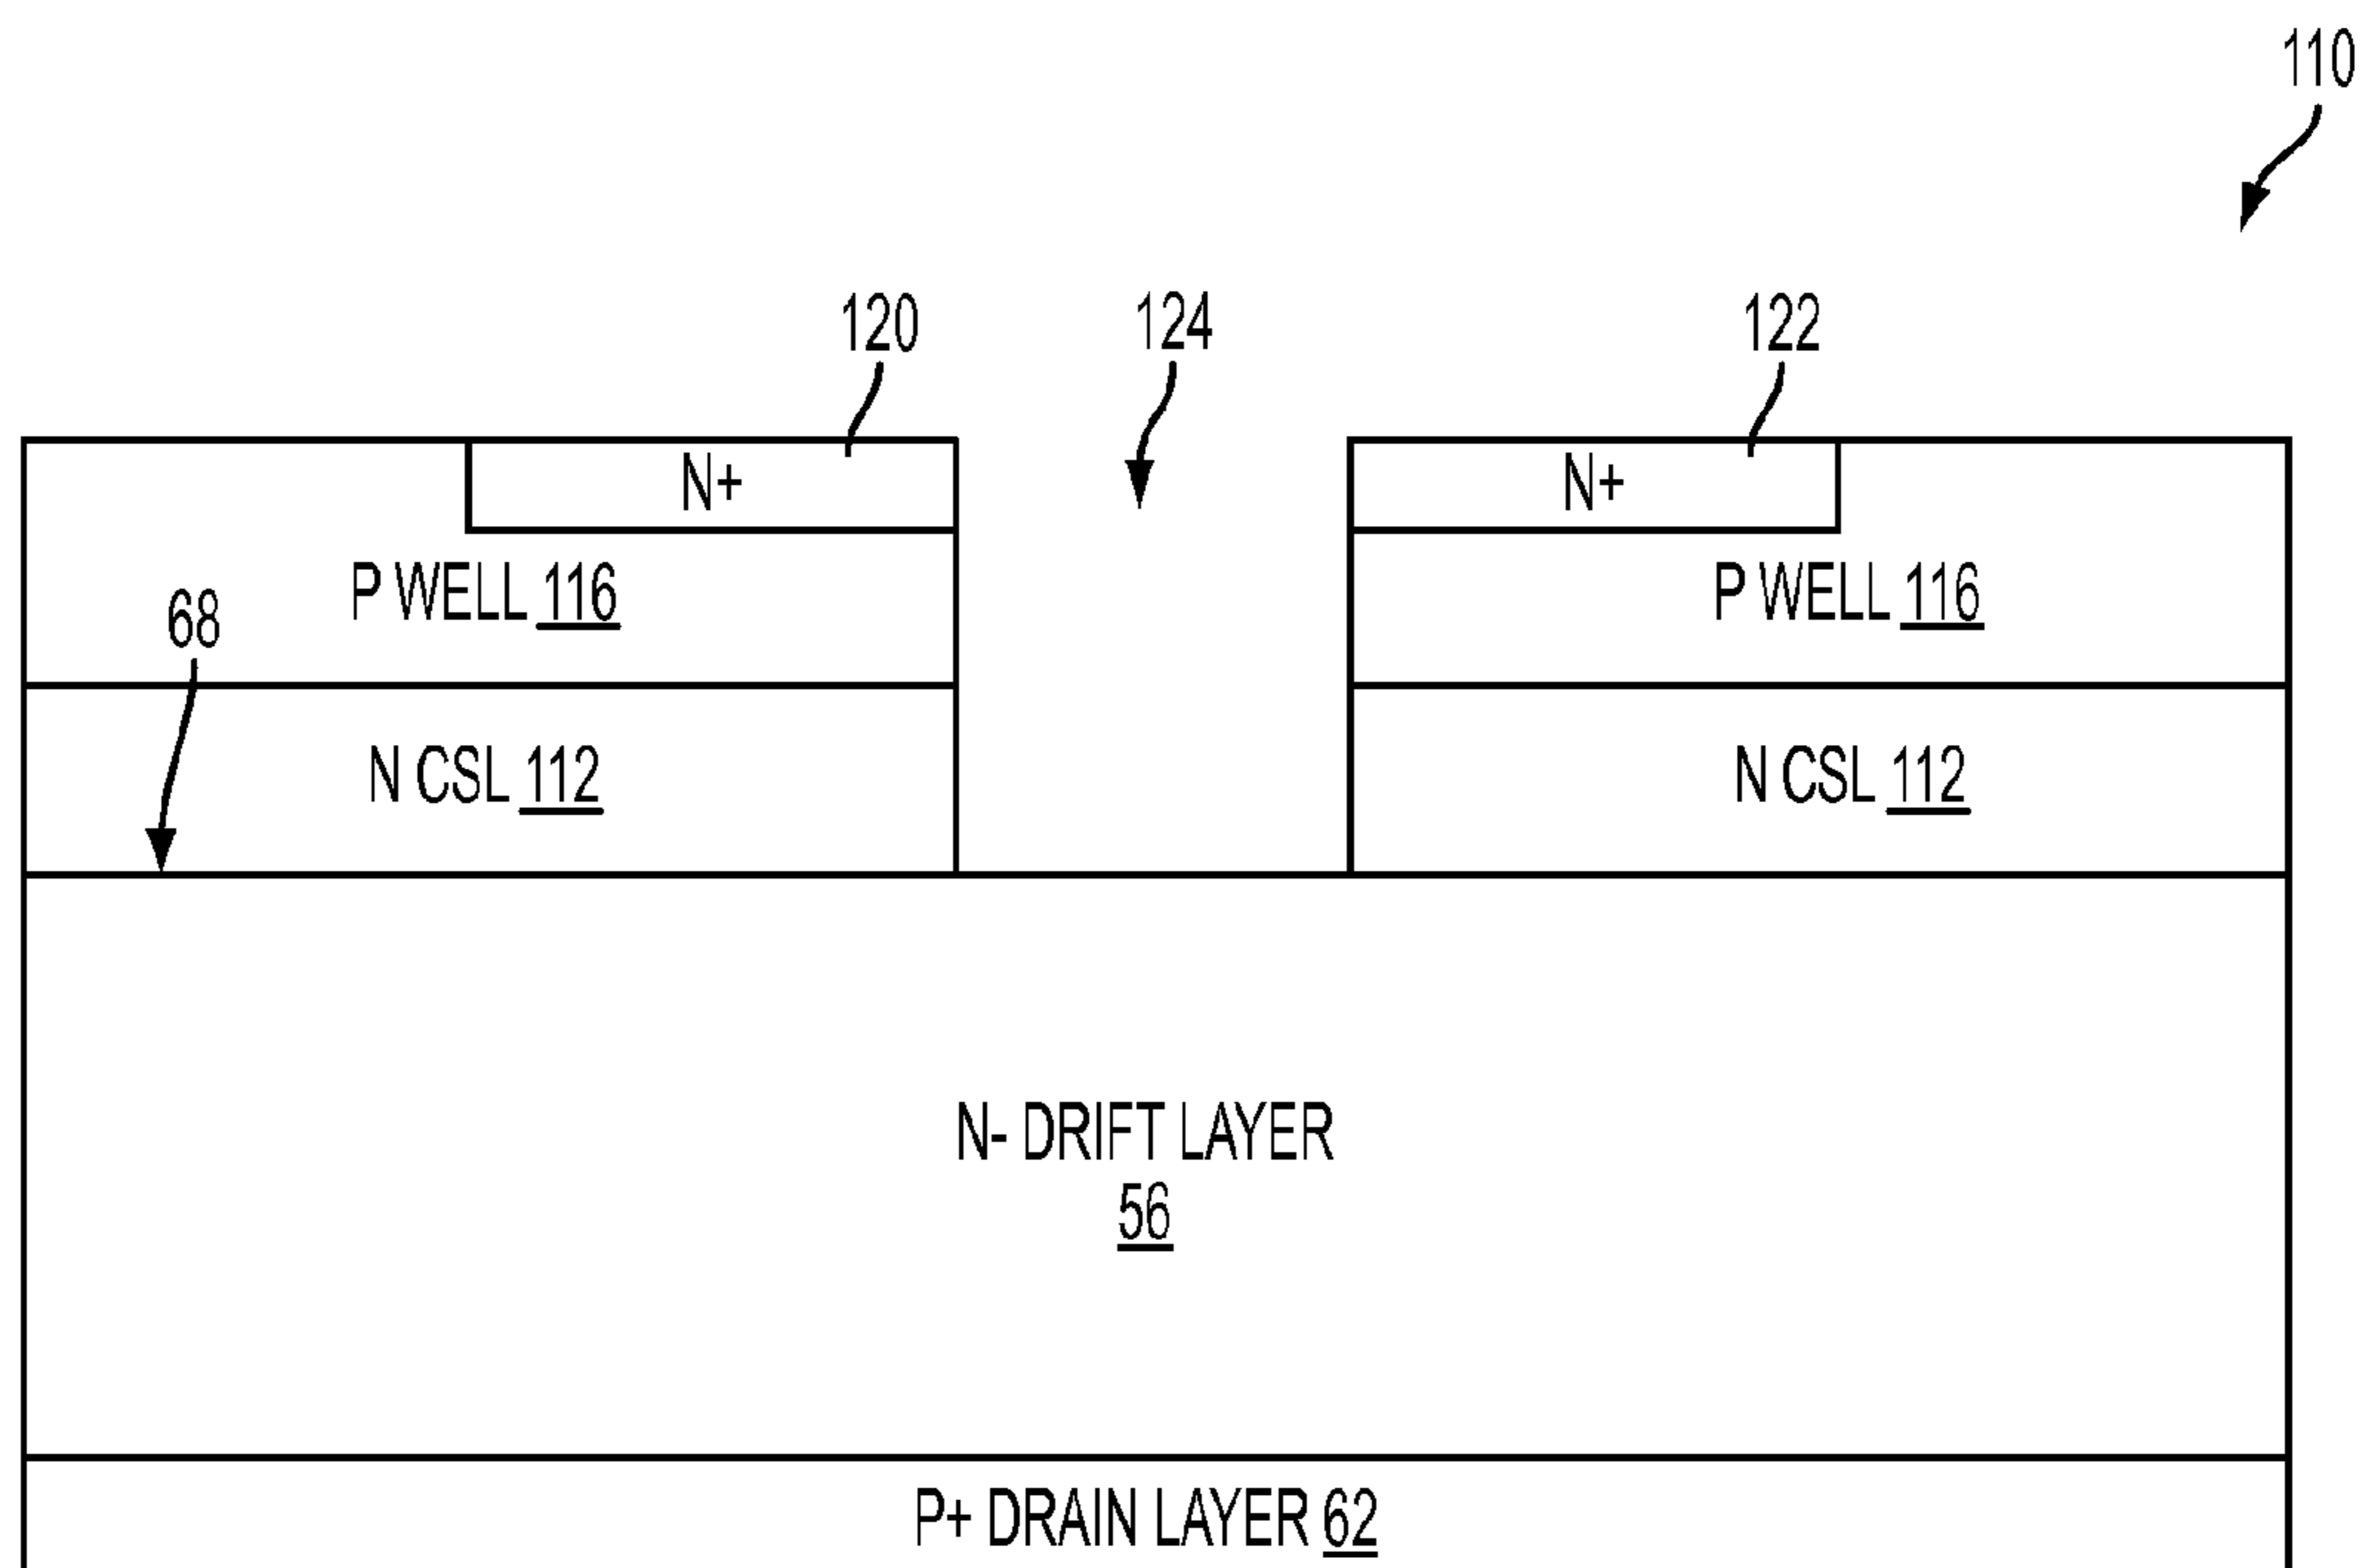 110
120 124 122
N+ N+
P WELL 116 P WELL 116
68
N CSL 112 N CSL 112
N- DRIFT LAYER
56
P+ DRAIN LAYER 62